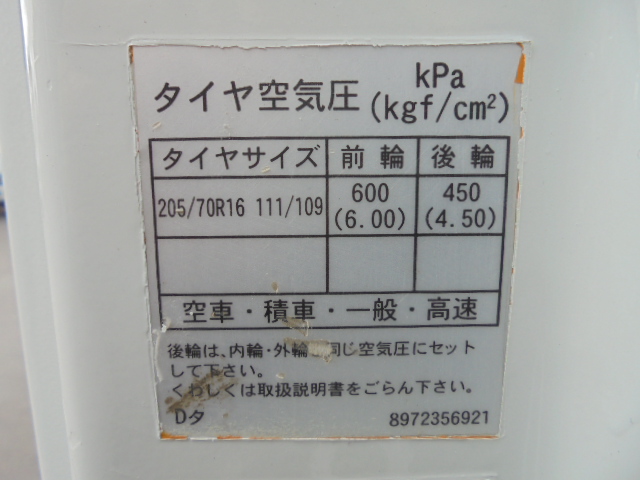 タイヤ空気圧 kPa (kgf/cm²)
タイヤサイズ 前輪 後輪
205/70R16 111/109 600 (6.00) 450 (4.50)
空車・積車・一般・高速
後輪は、内輪・外輪 同じ空気圧にセット
して下さい。
くわしくは取扱説明書をごらん下さい。
Dタ 8972356921